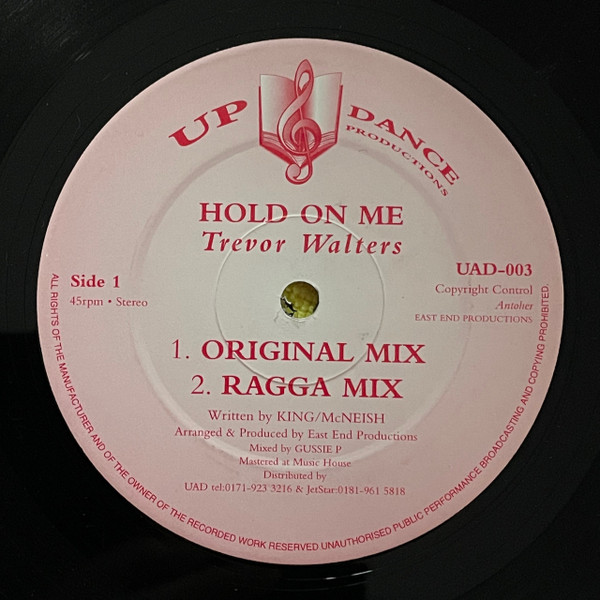 UP DANCE
PRODUCTIONS
HOLD ON ME
Trevor Walters
Side 1
45rpm • Stereo
UAD-003
Copyright Control
Antoher
EAST END PRODUCTIONS
1. ORIGINAL MIX
2. RAGGA MIX
Written by KING/McNEISH
Arranged & Produced by East End Productions
Mixed by GUSSIE P
Mastered at Music House
Distributed by
UAD tel:0171-923 3216 & JetStar:0181-961 5818
ALL RIGHTS OF THE MANUFACTURER AND OF THE OWNER OF THE RECORDED WORK RESERVED UNAUTHORISED PUBLIC PERFORMANCE BROADCASTING AND COPYING PROHIBITED.